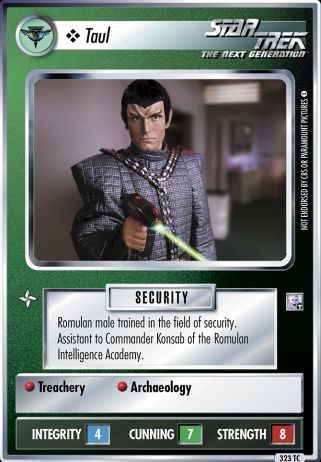 Taul
STAR TREK
THE NEXT GENERATION
NOT ENDORSED BY CBS OR PARAMOUNT PICTURES
SECURITY
Romulan male trained in the field of security.
Assistant to Commander Konsab of the Romulan
Intelligence Academy.
Treachery Archaeology
INTEGRITY 4 CUNNING 7 STRENGTH 8
323 TC